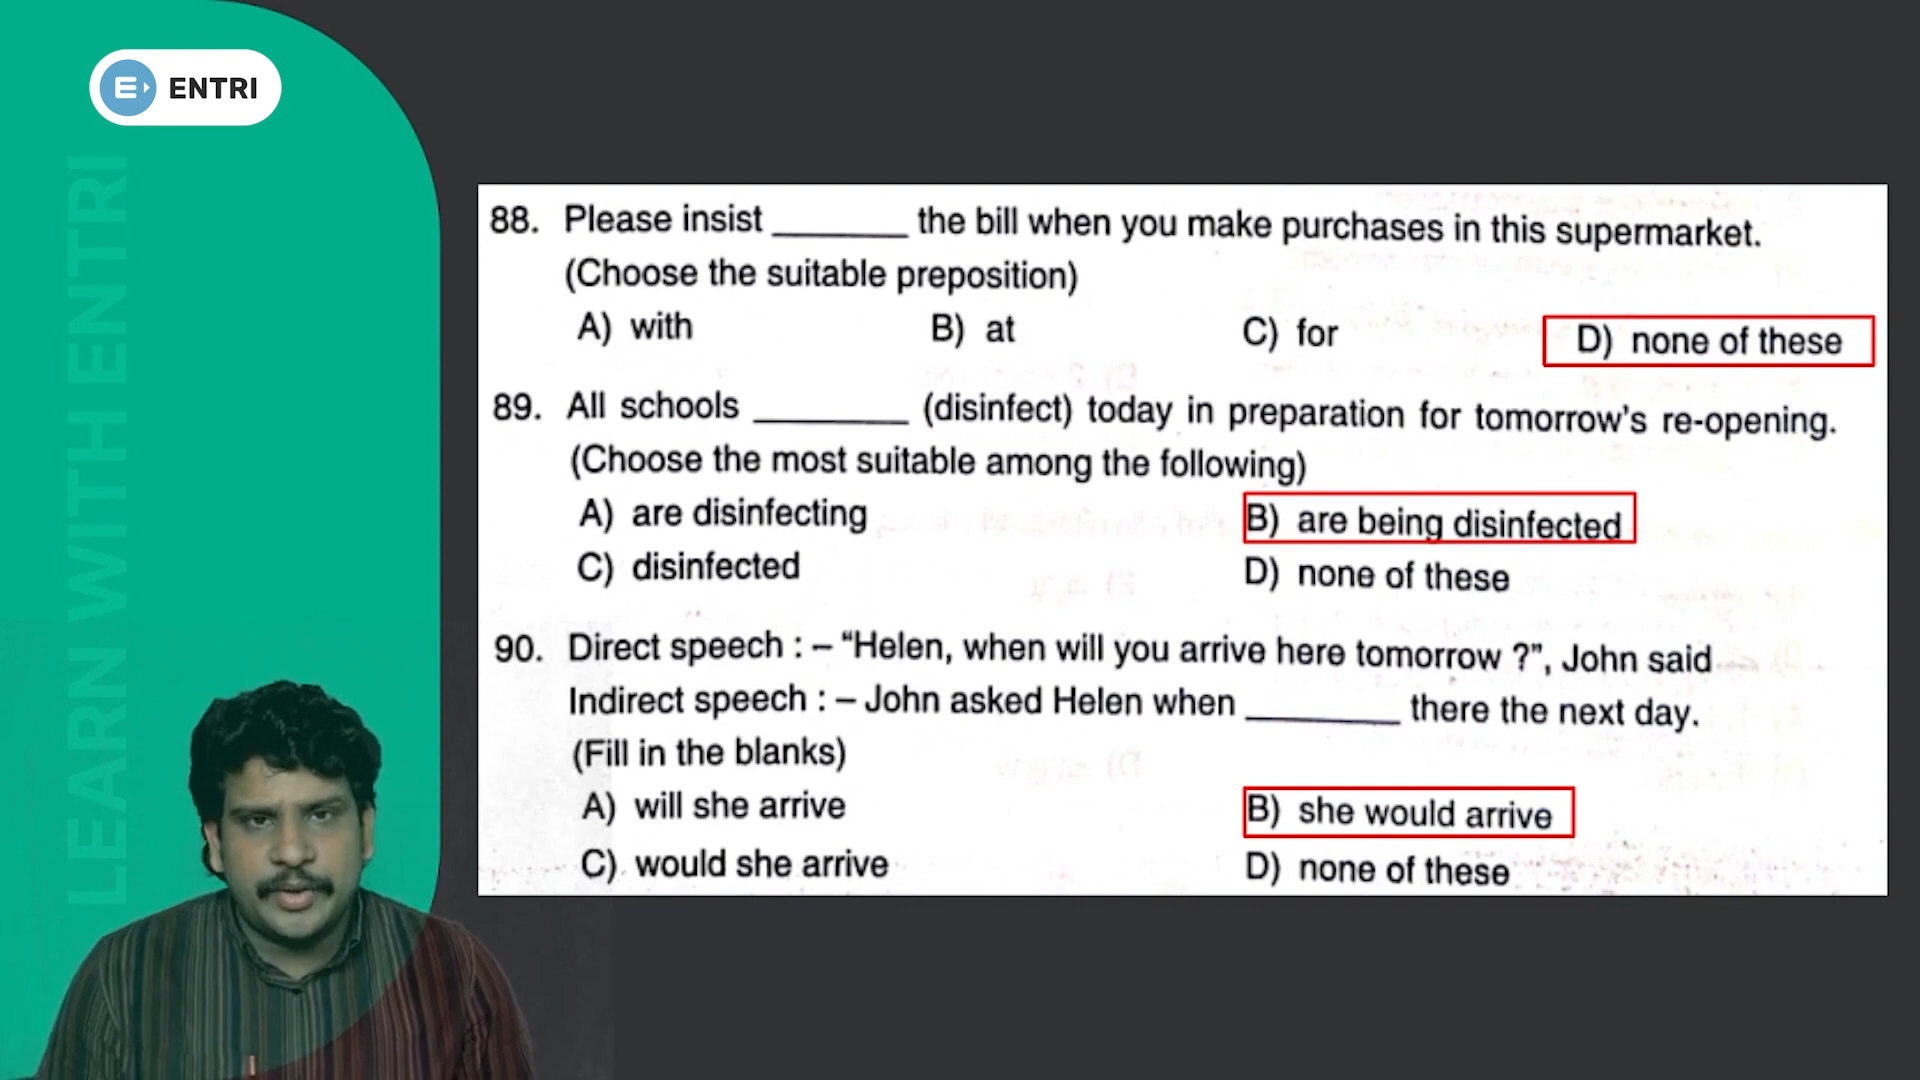 ENTRI
LEARN WITH ENTRI
88. Please insist ________ the bill when you make purchases in this supermarket.
(Choose the suitable preposition)
A) with B) at C) for D) none of these
89. All schools _________ (disinfect) today in preparation for tomorrow's re-opening.
(Choose the most suitable among the following)
A) are disinfecting B) are being disinfected
C) disinfected D) none of these
90. Direct speech : – “Helen, when will you arrive here tomorrow ?”, John said
Indirect speech : – John asked Helen when _________ there the next day.
(Fill in the blanks)
A) will she arrive B) she would arrive
C) would she arrive D) none of these